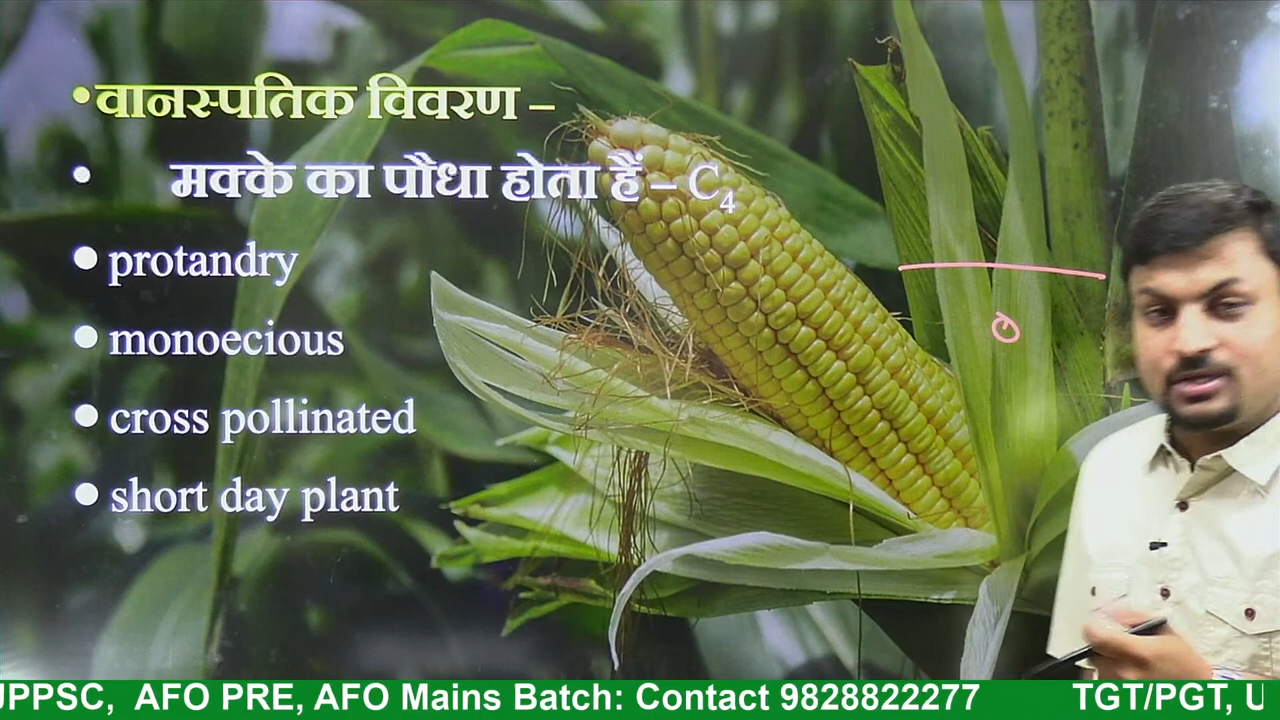 •वानस्पतिक विवरण –
• मक्के का पौधा होता हैं – C₄
● protandry
● monoecious
● cross pollinated
● short day plant
JPPSC, AFO PRE, AFO Mains Batch: Contact 9828822277 TGT/PGT, U